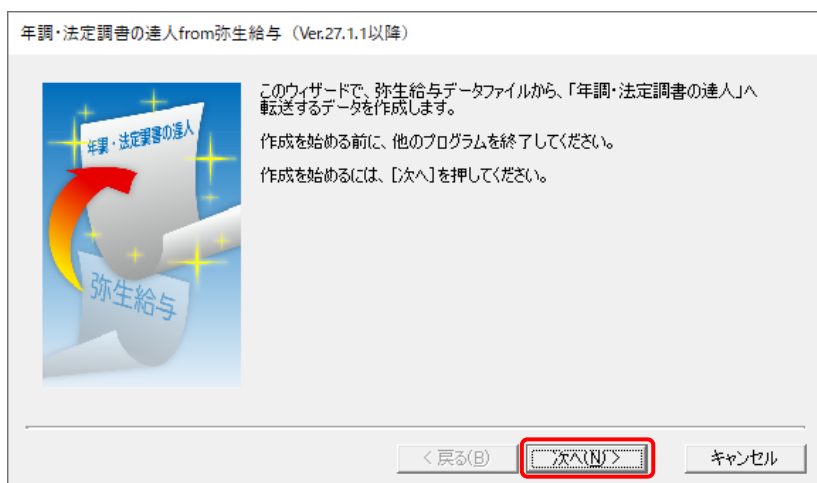 年調・法定調書の達人from弥生給与（Ver.27.1.1以降）
このウィザードで、弥生給与データファイルから、「年調・法定調書の達人」へ
転送するデータを作成します。
作成を始める前に、他のプログラムを終了してください。
作成を始めるには、[次へ]を押してください。
年調・法定調書の達人
弥生給与
< 戻る(B)
次へ(N) >
キャンセル